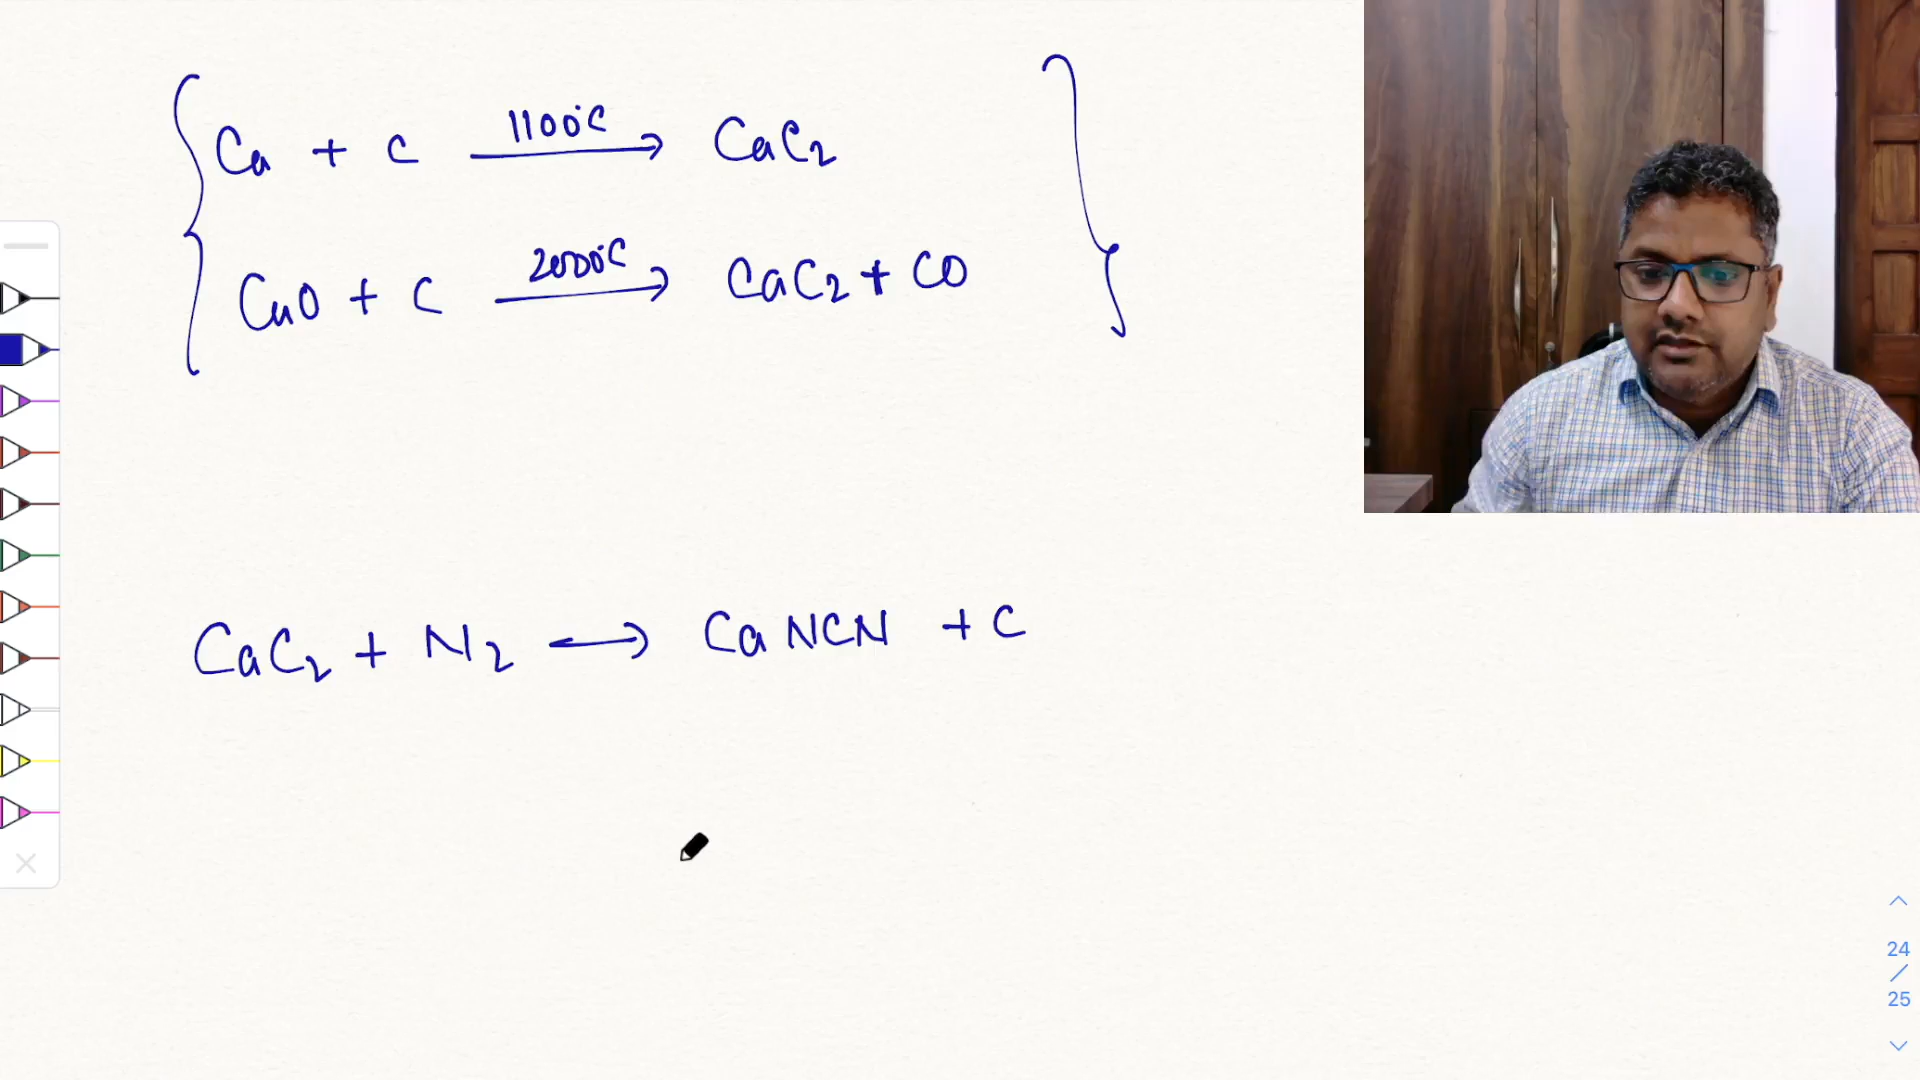 Ca + C 1100°C → CaC2
CaO + C 2000°C → CaC2 + CO
CaC2 + N2 ⟷ CaNCN + C
24
/
25